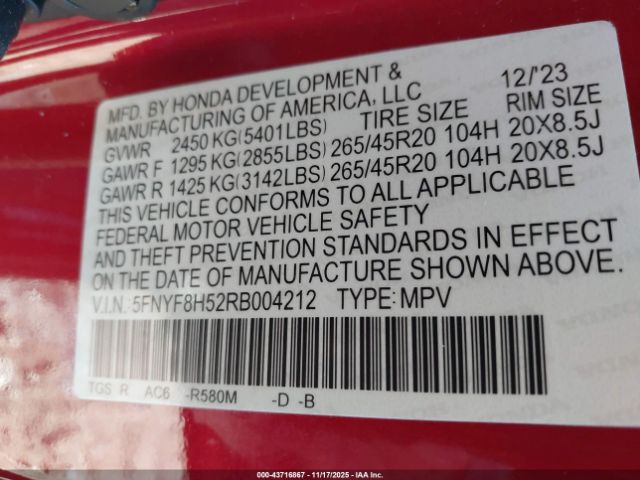 MFD. BY HONDA DEVELOPMENT & 12/'23
MANUFACTURING OF AMERICA, LLC
GVWR 2450 KG(5401LBS) TIRE SIZE RIM SIZE
GAWR F 1295 KG(2855LBS) 265/45R20 104H 20X8.5J
GAWR R 1425 KG(3142LBS) 265/45R20 104H 20X8.5J
THIS VEHICLE CONFORMS TO ALL APPLICABLE
FEDERAL MOTOR VEHICLE SAFETY
AND THEFT PREVENTION STANDARDS IN EFFECT
ON THE DATE OF MANUFACTURE SHOWN ABOVE.
V.I.N.: 5FNYF8H52RB004212 TYPE: MPV
TGS R AC6 -R580M -D -B
000-43716867 - 11/17/2025 - IAA Inc.